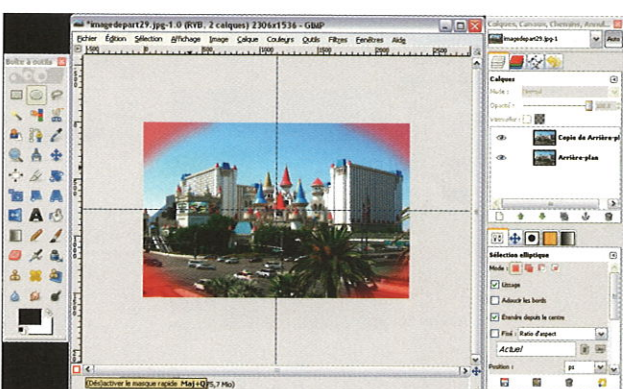 *imagedepart29.jpg-1.0 (RVB, 2 calques) 2306x1536 - GIMP
Fichier Édition Sélection Affichage Image Calque Couleurs Outils Filtres Fenêtres Aide
Boîte à outils
Calques, Canaux, Chemins, Annul...
imagedepart29.jpg-1
Auto
Calques
Mode : Normal
Opacité :
Verrouiller :
Copie de Arrière-pl
Arrière-plan
Sélection elliptique
Mode :
Lissage
Adoucir les bords
Étendre depuis le centre
Fixé : Ratio d'aspect
Actuel
Position : px
(Dés)activer le masque rapide Maj+Q